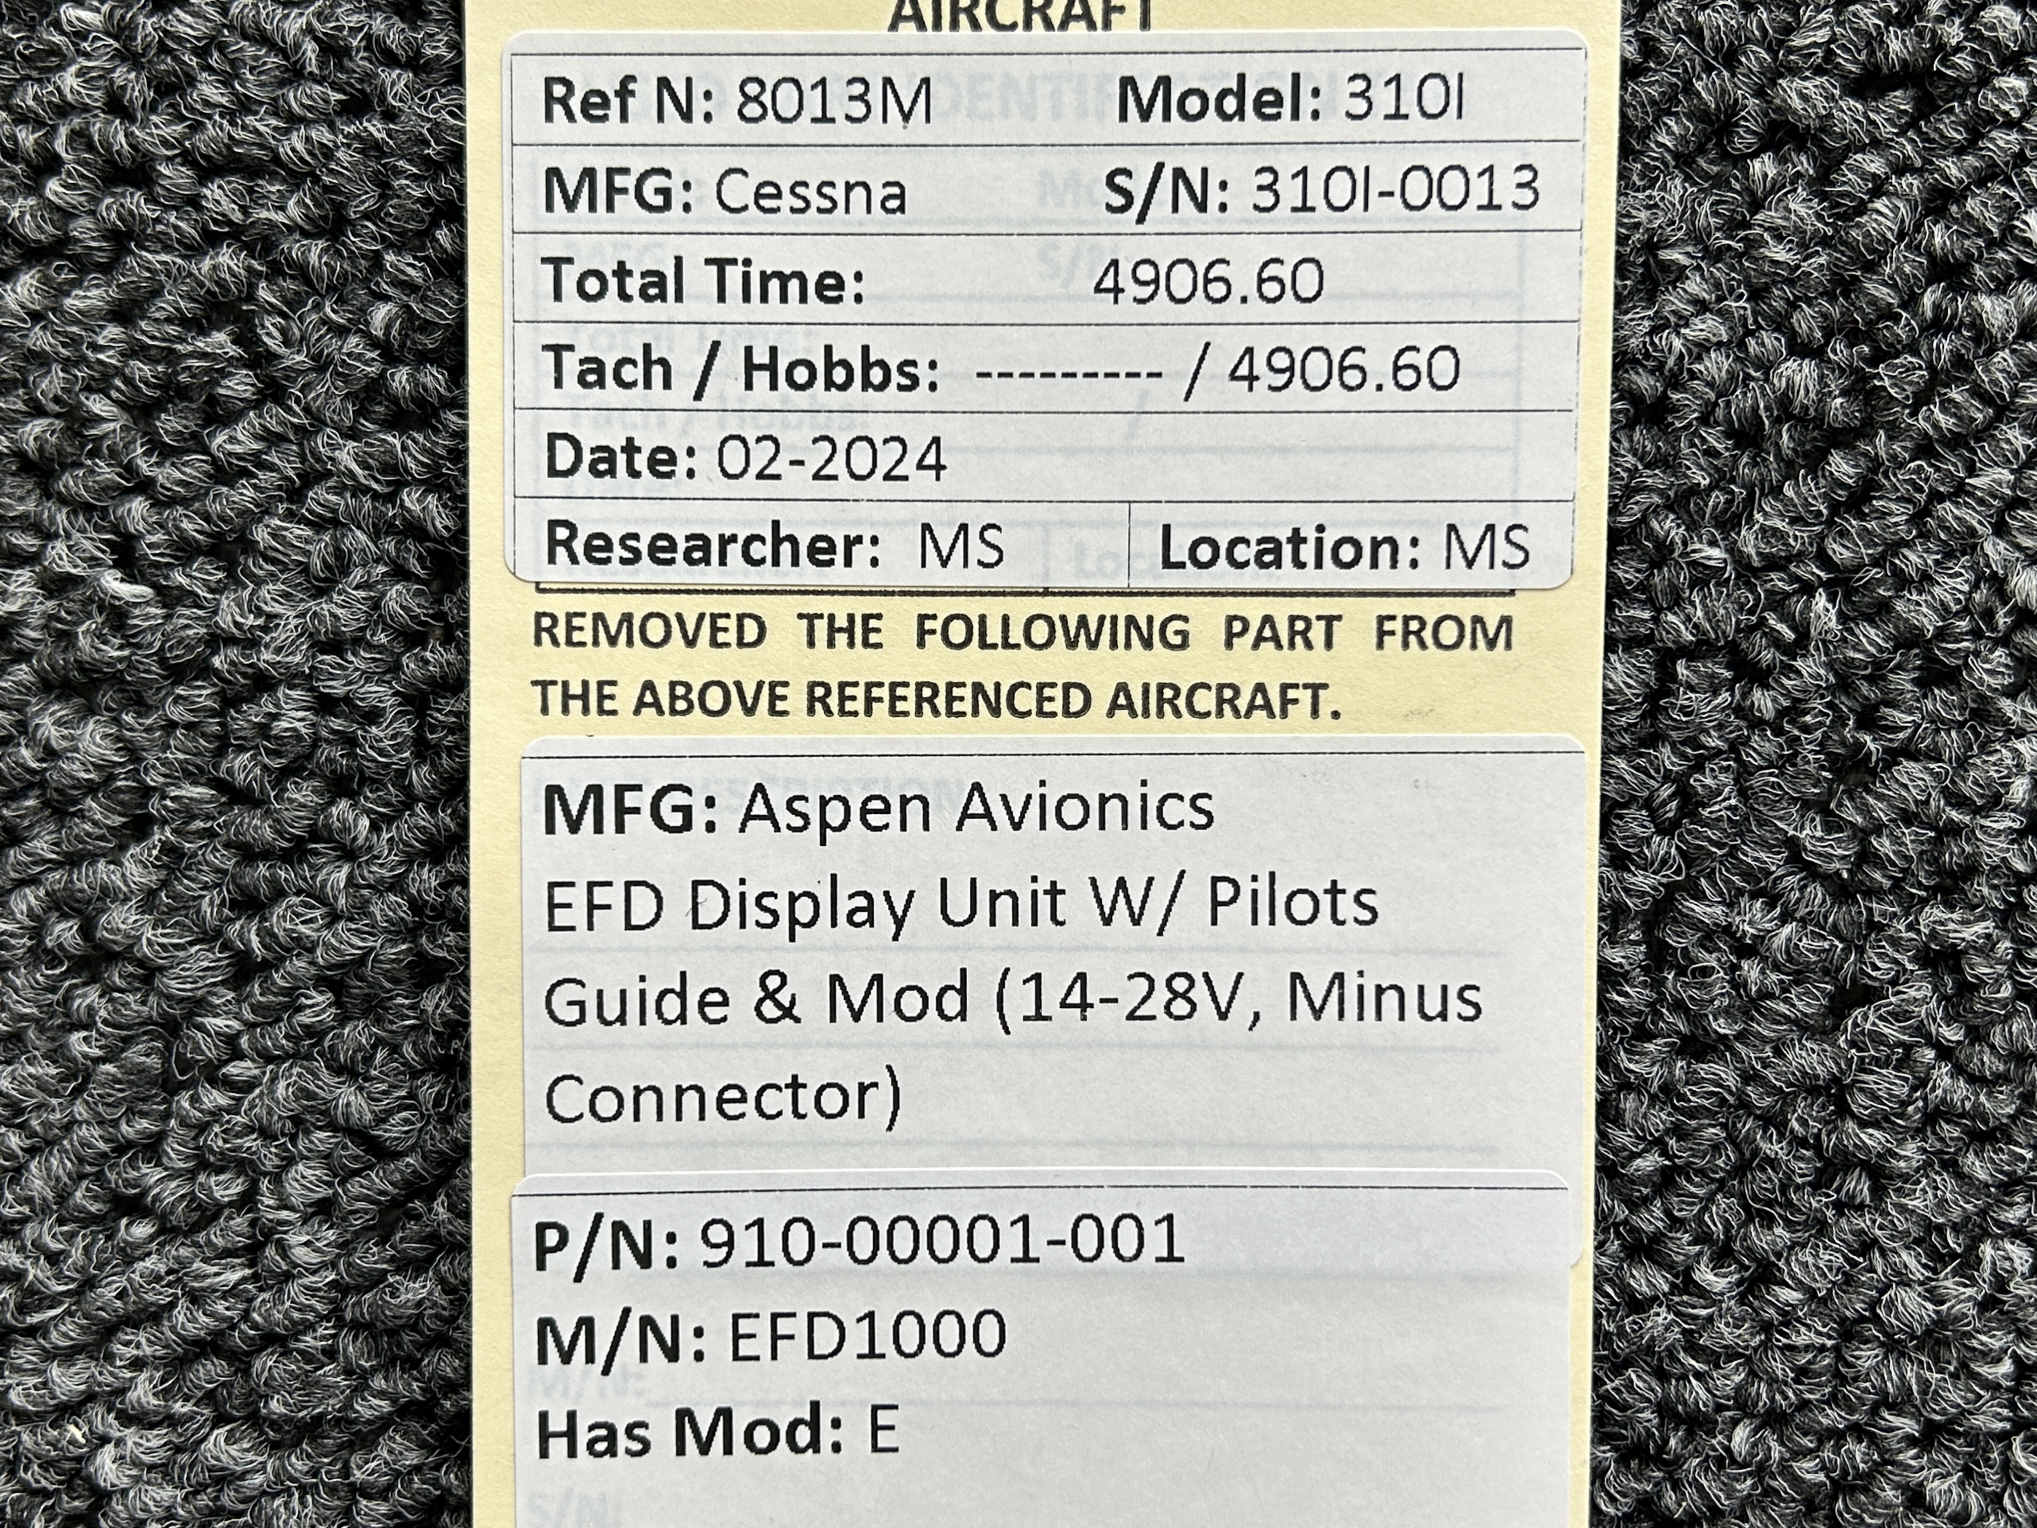 AIRCRAFT
Ref N: 8013M Model: 310I
MFG: Cessna S/N: 310I-0013
Total Time: 4906.60
Tach / Hobbs: --------- / 4906.60
Date: 02-2024
Researcher: MS Location: MS
REMOVED THE FOLLOWING PART FROM
THE ABOVE REFERENCED AIRCRAFT.
MFG: Aspen Avionics
EFD Display Unit W/ Pilots
Guide & Mod (14-28V, Minus
Connector)
P/N: 910-00001-001
M/N: EFD1000
Has Mod: E